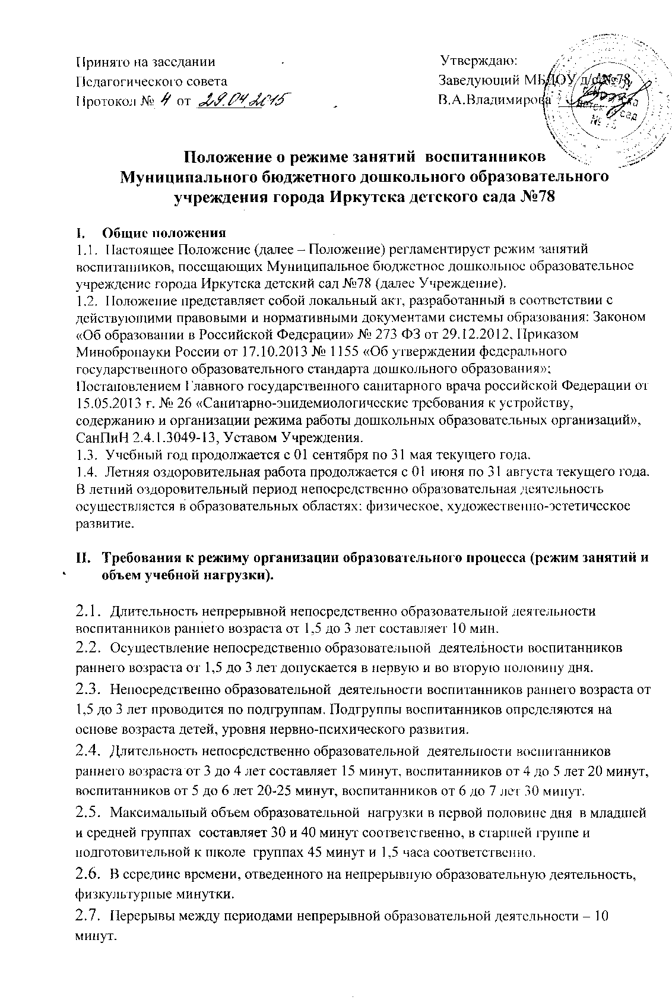 Принято на заседании
Утверждаю:
Педагогического совета
Заведующий МБДОУ д/с №78
Протокол № 4 от 29.04.2015
В.А.Владимирова
детск сад
№ 78
Положение о режиме занятий воспитанников
Муниципального бюджетного дошкольного образовательного
учреждения города Иркутска детского сада №78
I. Общие положения
1.1. Настоящее Положение (далее – Положение) регламентирует режим занятий
воспитанников, посещающих Муниципальное бюджетное дошкольное образовательное
учреждение города Иркутска детский сад №78 (далее Учреждение).
1.2. Положение представляет собой локальный акт, разработанный в соответствии с
действующими правовыми и нормативными документами системы образования: Законом
«Об образовании в Российской Федерации» № 273 ФЗ от 29.12.2012, Приказом
Минобрнауки России от 17.10.2013 № 1155 «Об утверждении федерального
государственного образовательного стандарта дошкольного образования»;
Постановлением Главного государственного санитарного врача российской Федерации от
15.05.2013 г. № 26 «Санитарно-эпидемиологические требования к устройству,
содержанию и организации режима работы дошкольных образовательных организаций»,
СанПиН 2.4.1.3049-13, Уставом Учреждения.
1.3. Учебный год продолжается с 01 сентября по 31 мая текущего года.
1.4. Летняя оздоровительная работа продолжается с 01 июня по 31 августа текущего года.
В летний оздоровительный период непосредственно образовательная деятельность
осуществляется в образовательных областях: физическое, художественно-эстетическое
развитие.
II. Требования к режиму организации образовательного процесса (режим занятий и
объем учебной нагрузки).
2.1. Длительность непрерывной непосредственно образовательной деятельности
воспитанников раннего возраста от 1,5 до 3 лет составляет 10 мин.
2.2. Осуществление непосредственно образовательной деятельности воспитанников
раннего возраста от 1,5 до 3 лет допускается в первую и во вторую половину дня.
2.3. Непосредственно образовательной деятельности воспитанников раннего возраста от
1,5 до 3 лет проводится по подгруппам. Подгруппы воспитанников определяются на
основе возраста детей, уровня нервно-психического развития.
2.4. Длительность непосредственно образовательной деятельности воспитанников
раннего возраста от 3 до 4 лет составляет 15 минут, воспитанников от 4 до 5 лет 20 минут,
воспитанников от 5 до 6 лет 20-25 минут, воспитанников от 6 до 7 лет 30 минут.
2.5. Максимальный объем образовательной нагрузки в первой половине дня в младшей
и средней группах составляет 30 и 40 минут соответственно, в старшей группе и
подготовительной к школе группах 45 минут и 1,5 часа соответственно.
2.6. В середине времени, отведенного на непрерывную образовательную деятельность,
физкультурные минутки.
2.7. Перерывы между периодами непрерывной образовательной деятельности – 10
минут.